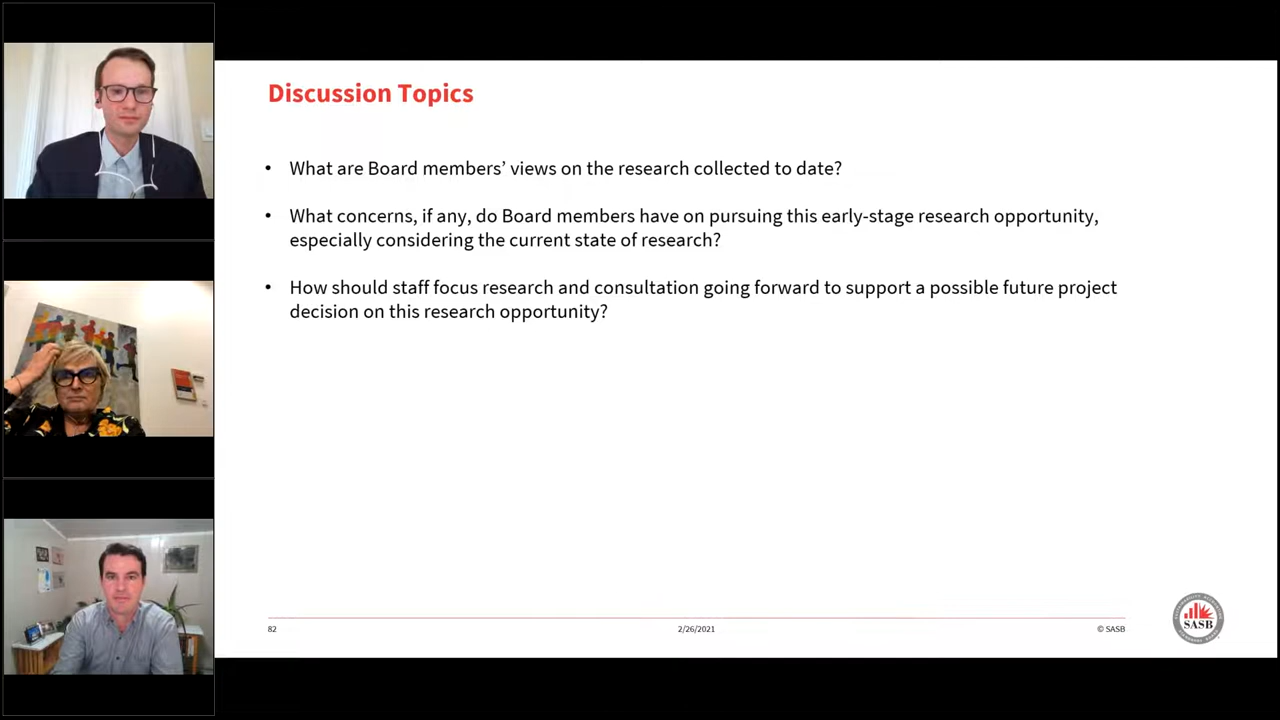 Discussion Topics
• What are Board members’ views on the research collected to date?
• What concerns, if any, do Board members have on pursuing this early-stage research opportunity,
especially considering the current state of research?
• How should staff focus research and consultation going forward to support a possible future project
decision on this research opportunity?
82
2/26/2021
© SASB
SASB